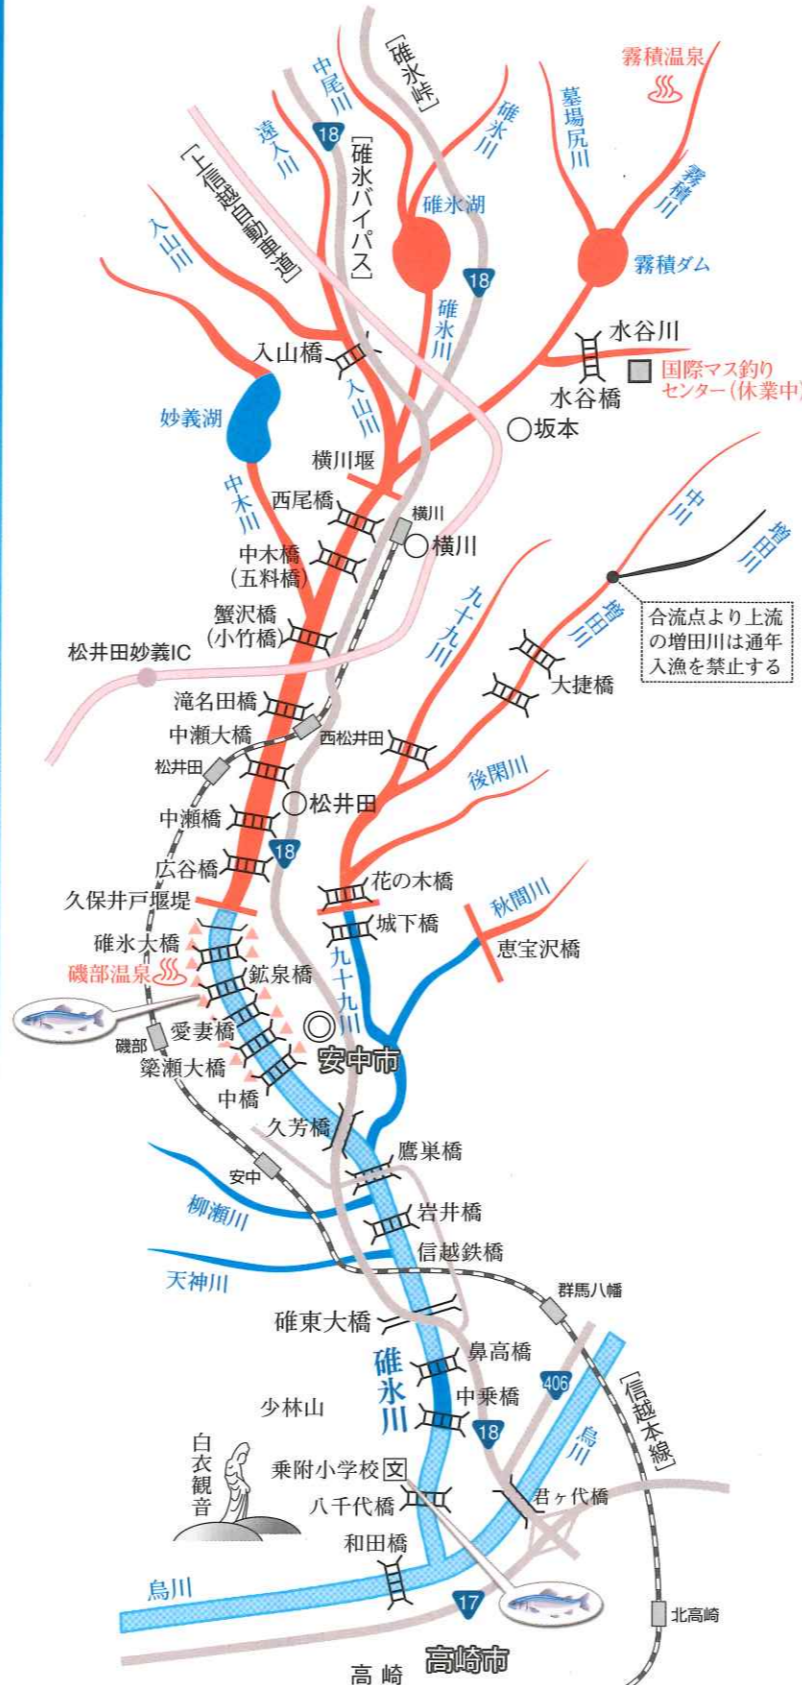 [碓氷峠]
霧積温泉
中尾川
18
遠入川
碓氷川
墓場尻川
[碓氷バイパス]
[上信越自動車道]
霧積川
碓氷湖
入山川
霧積ダム
18
碓氷川
水谷川
入山橋
国際マス釣り
センター(休業中)
入山川
水谷橋
妙義湖
坂本
横川堰
中木川
西尾橋
横川
横川
中川
増田川
中木橋
(五料橋)
九十九川
増田川
合流点より上流
の増田川は通年
入漁を禁止する
蟹沢橋
(小竹橋)
松井田妙義IC
大捷橋
滝名田橋
中瀬大橋
西松井田
松井田
後閑川
松井田
中瀬橋
18
広谷橋
花の木橋
久保井戸堰堤
秋間川
城下橋
碓氷大橋
恵宝沢橋
磯部温泉
鉱泉橋
九十九川
愛妻橋
磯部
安中市
簗瀬大橋
中橋
久芳橋
鷹巣橋
安中
柳瀬川
岩井橋
信越鉄橋
天神川
群馬八幡
碓東大橋
碓氷川
鼻高橋
406
中乗橋
[信越本線]
少林山
18
烏川
白衣観音
乗附小学校
文
君ヶ代橋
八千代橋
和田橋
烏川
17
北高崎
高崎市
高崎